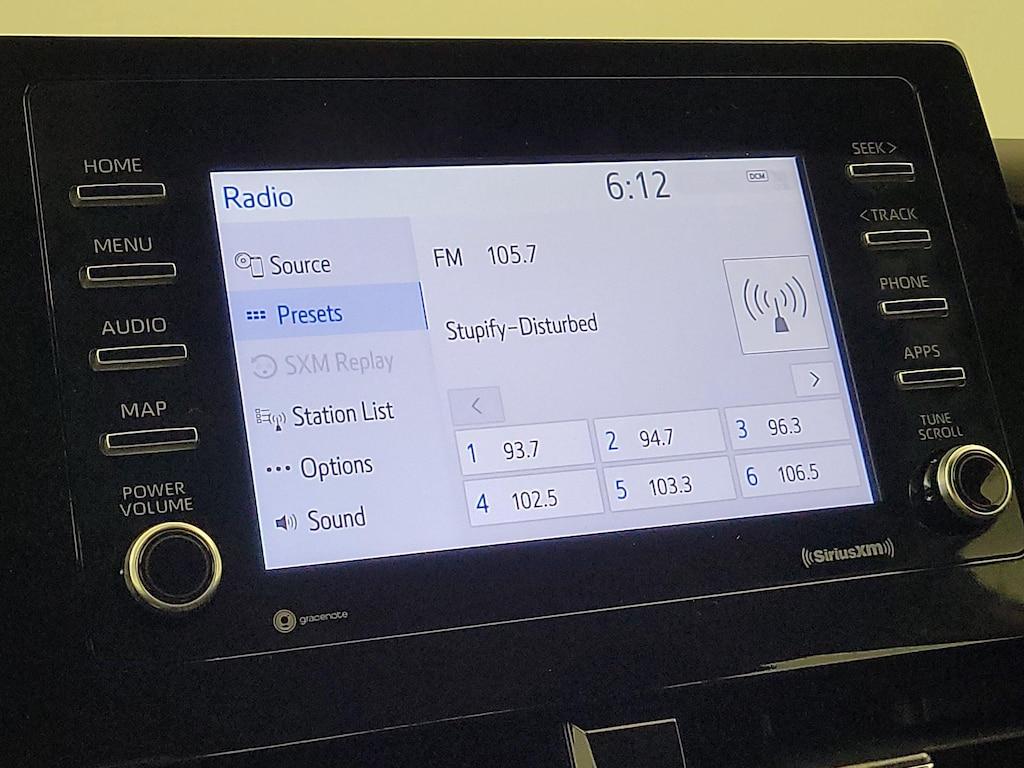 HOME
MENU
AUDIO
MAP
POWER
VOLUME
Radio
6:12
DCM
Source
Presets
SXM Replay
Station List
Options
Sound
FM 105.7
Stupify-Disturbed
<
>
1 93.7
2 94.7
3 96.3
4 102.5
5 103.3
6 106.5
SEEK >
< TRACK
PHONE
APPS
TUNE
SCROLL
gracenote
SiriusXM